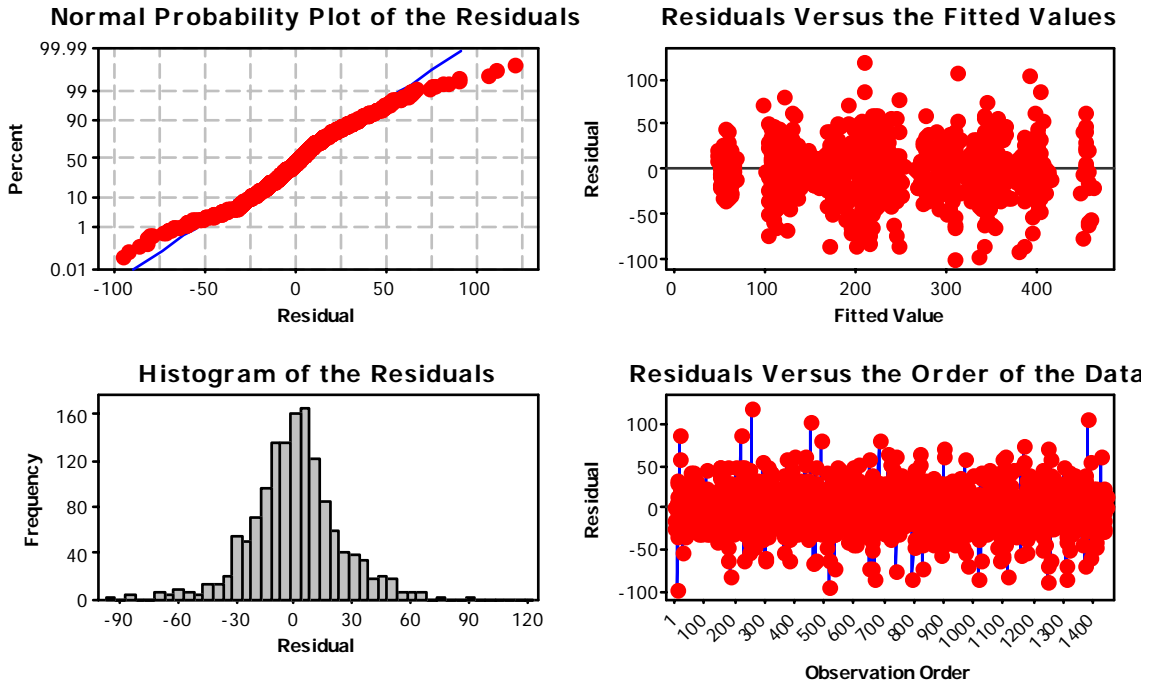 Normal Probability Plot of the Residuals
99.99
99
90
50
10
1
0.01
Percent
-100 -50 0 50 100
Residual
Residuals Versus the Fitted Values
100
50
0
-50
-100
Residual
0 100 200 300 400
Fitted Value
Histogram of the Residuals
160
120
80
40
0
Frequency
-90 -60 -30 0 30 60 90 120
Residual
Residuals Versus the Order of the Data
100
50
0
-50
-100
Residual
1 100 200 300 400 500 600 700 800 900 1000 1100 1200 1300 1400
Observation Order